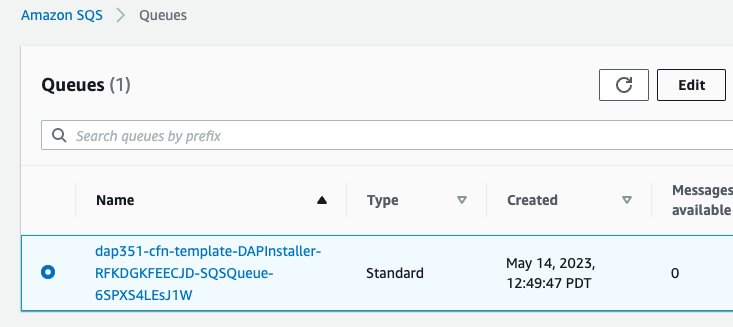 Amazon SQS > Queues
Queues (1)
Edit
Search queues by prefix
Name Type Created Messages
available
dap351-cfn-template-DAPInstaller-
RFKDGKFEECJD-SQSQueue-
6SPXS4LEsJ1W
Standard
May 14, 2023,
12:49:47 PDT
0